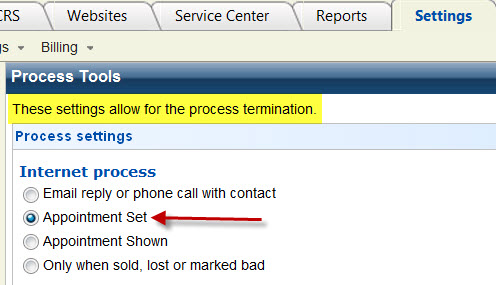 CRS Websites Service Center Reports Settings
gs Billing
Process Tools
These settings allow for the process termination.
Process settings
Internet process
Email reply or phone call with contact
Appointment Set
Appointment Shown
Only when sold, lost or marked bad